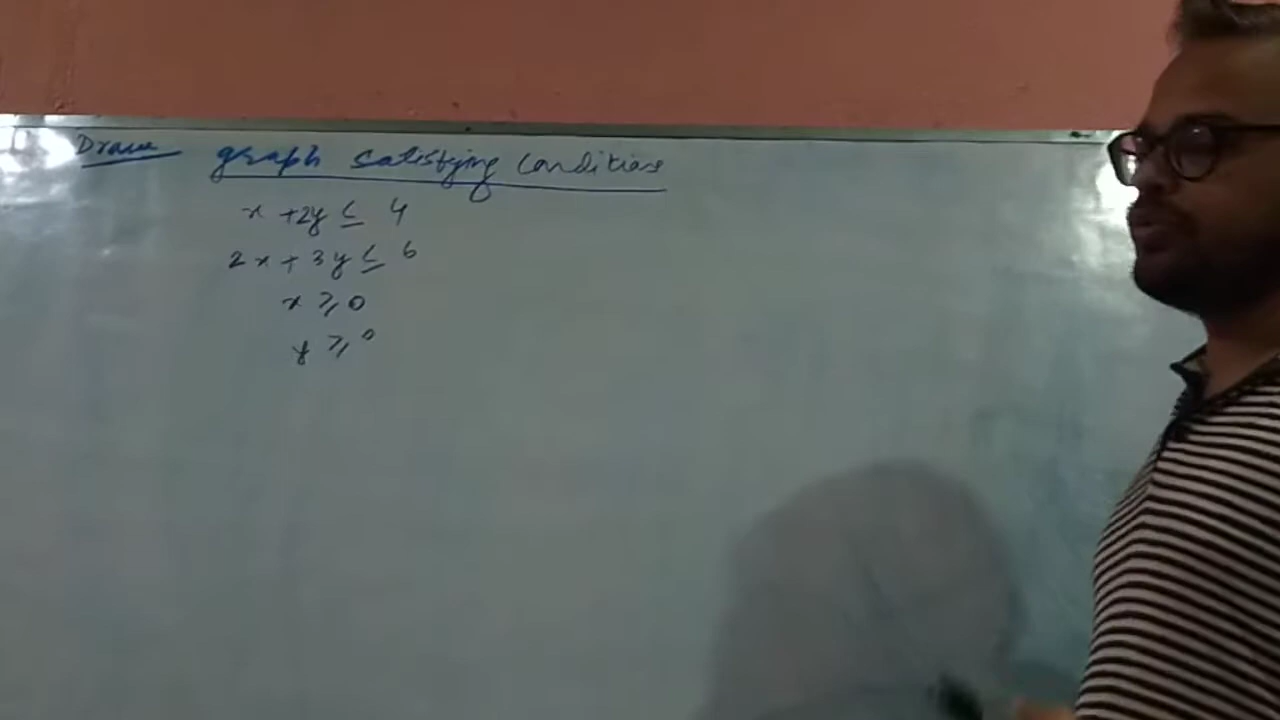 Draw graph satisfying conditions
x + 2y ≤ 4
2x + 3y ≤ 6
x ≥ 0
y ≥ 0